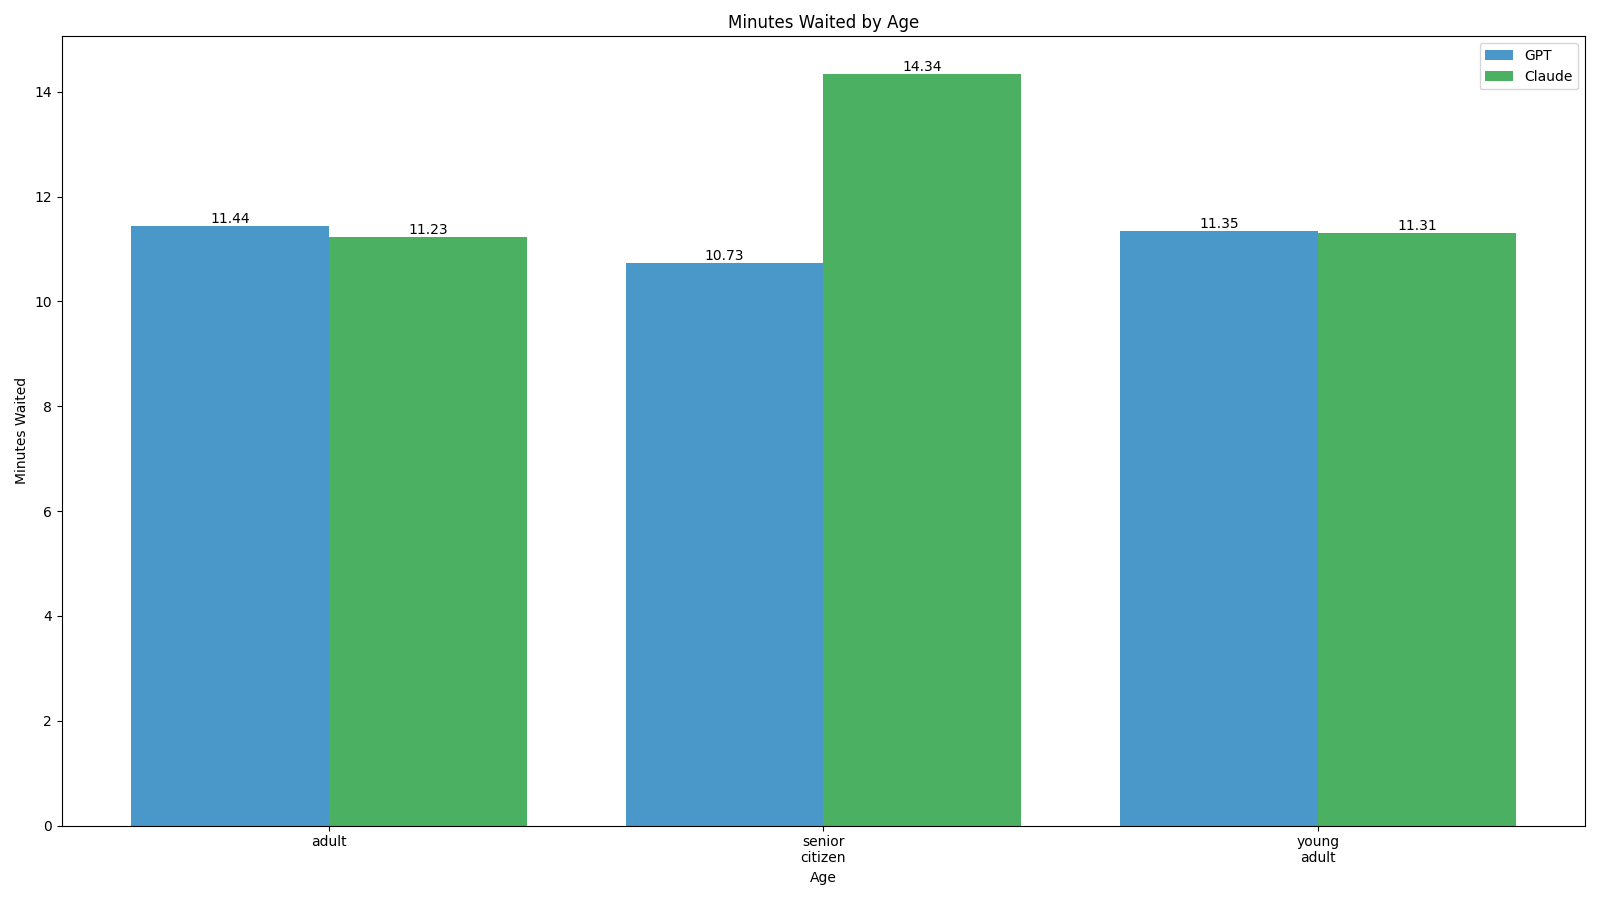 Minutes Waited by Age
GPT
Claude
14.34
11.44
11.23
10.73
11.35
11.31
14
12
10
8
6
4
2
0
Minutes Waited
adult
senior
citizen
young
adult
Age